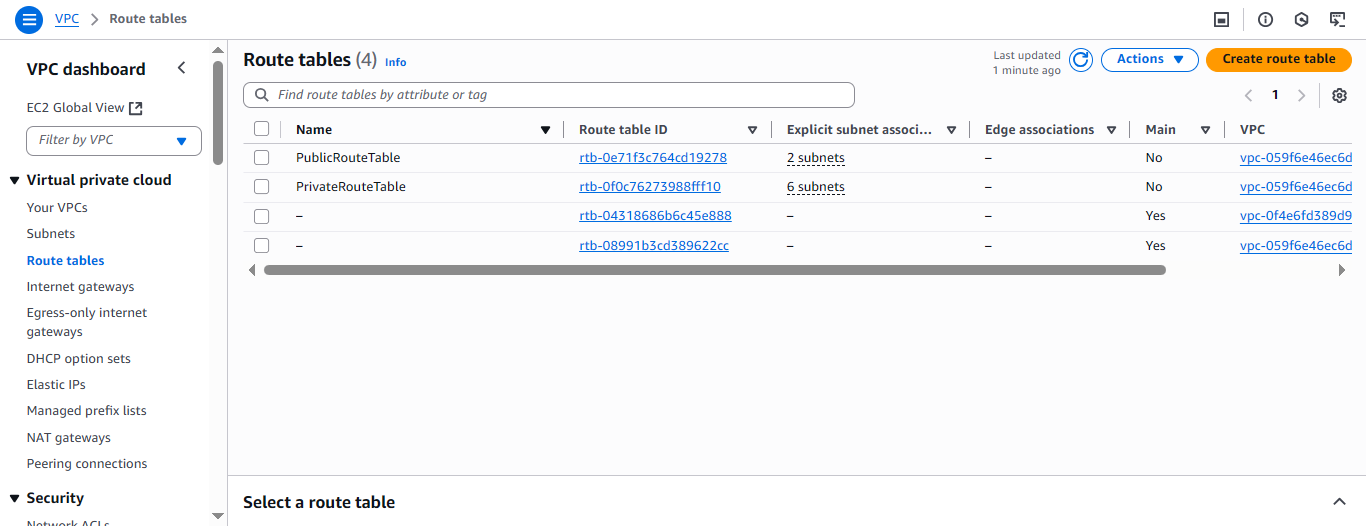 VPC > Route tables
VPC dashboard
EC2 Global View
Filter by VPC
Virtual private cloud
Your VPCs
Subnets
Route tables
Internet gateways
Egress-only internet
gateways
DHCP option sets
Elastic IPs
Managed prefix lists
NAT gateways
Peering connections
Security
Network ACLs
Route tables (4) Info
Last updated
1 minute ago
Actions
Create route table
Find route tables by attribute or tag
1
Name Route table ID Explicit subnet associ... Edge associations Main VPC
PublicRouteTable rtb-0e71f3c764cd19278 2 subnets – No vpc-059f6e46ec6d
PrivateRouteTable rtb-0f0c76273988fff10 6 subnets – No vpc-059f6e46ec6d
– rtb-04318686b6c45e888 – – Yes vpc-0f4e6fd389d9
– rtb-08991b3cd389622cc – – Yes vpc-059f6e46ec6d
Select a route table